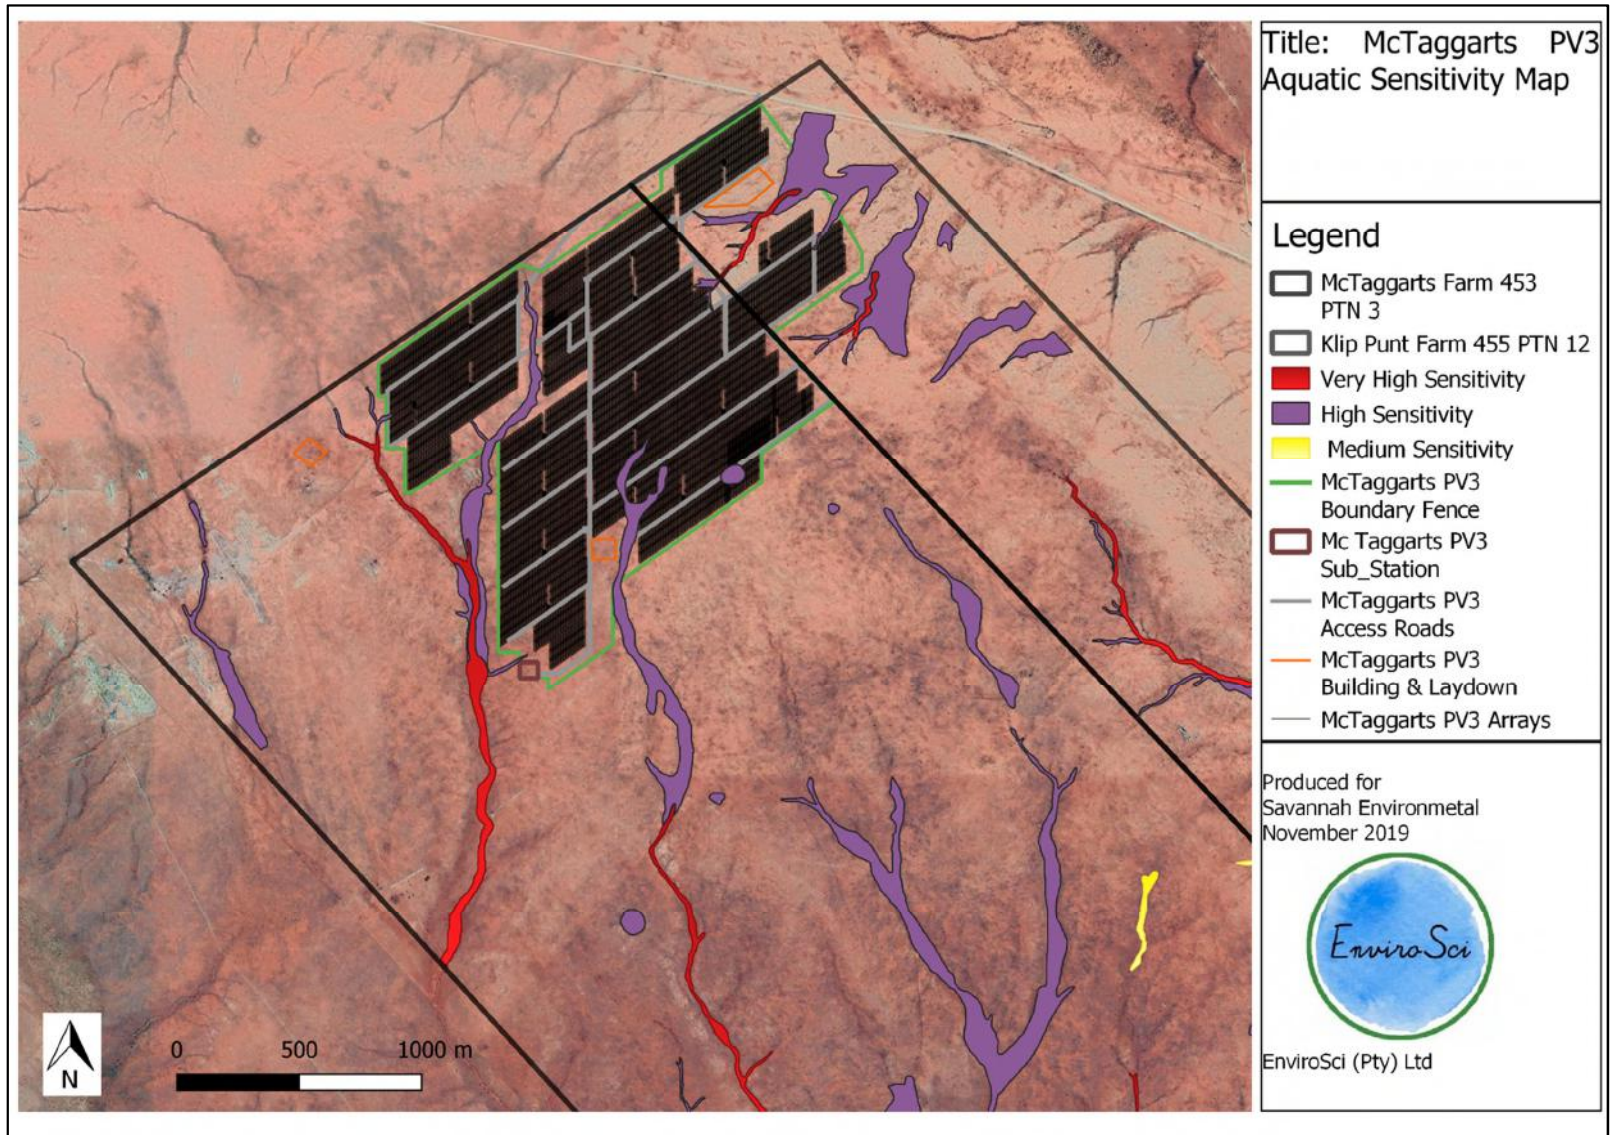 Title: McTaggarts PV3
Aquatic Sensitivity Map
Legend
McTaggarts Farm 453
PTN 3
Klip Punt Farm 455 PTN 12
Very High Sensitivity
High Sensitivity
Medium Sensitivity
McTaggarts PV3
Boundary Fence
Mc Taggarts PV3
Sub_Station
McTaggarts PV3
Access Roads
McTaggarts PV3
Building & Laydown
McTaggarts PV3 Arrays
Produced for
Savannah Environmetal
November 2019
EnviroSci
EnviroSci (Pty) Ltd
N
0 500 1000 m